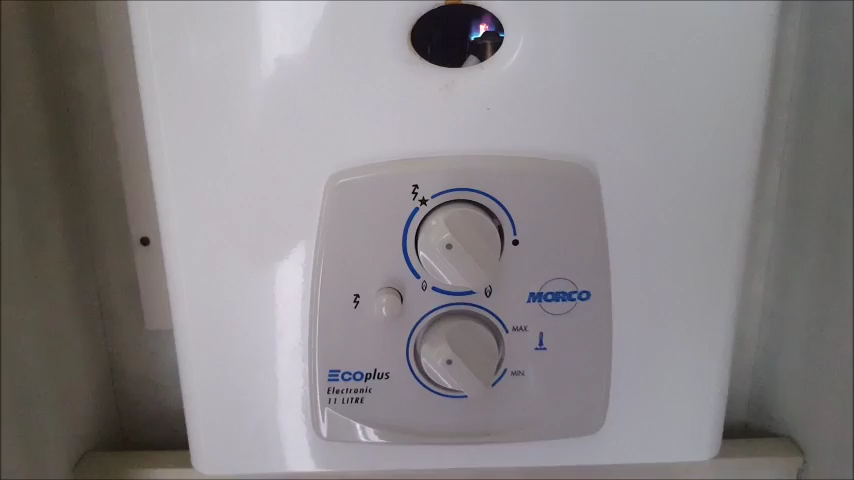 MORCO
MAX.
MIN.
Ecoplus
Electronic
11 LITRE